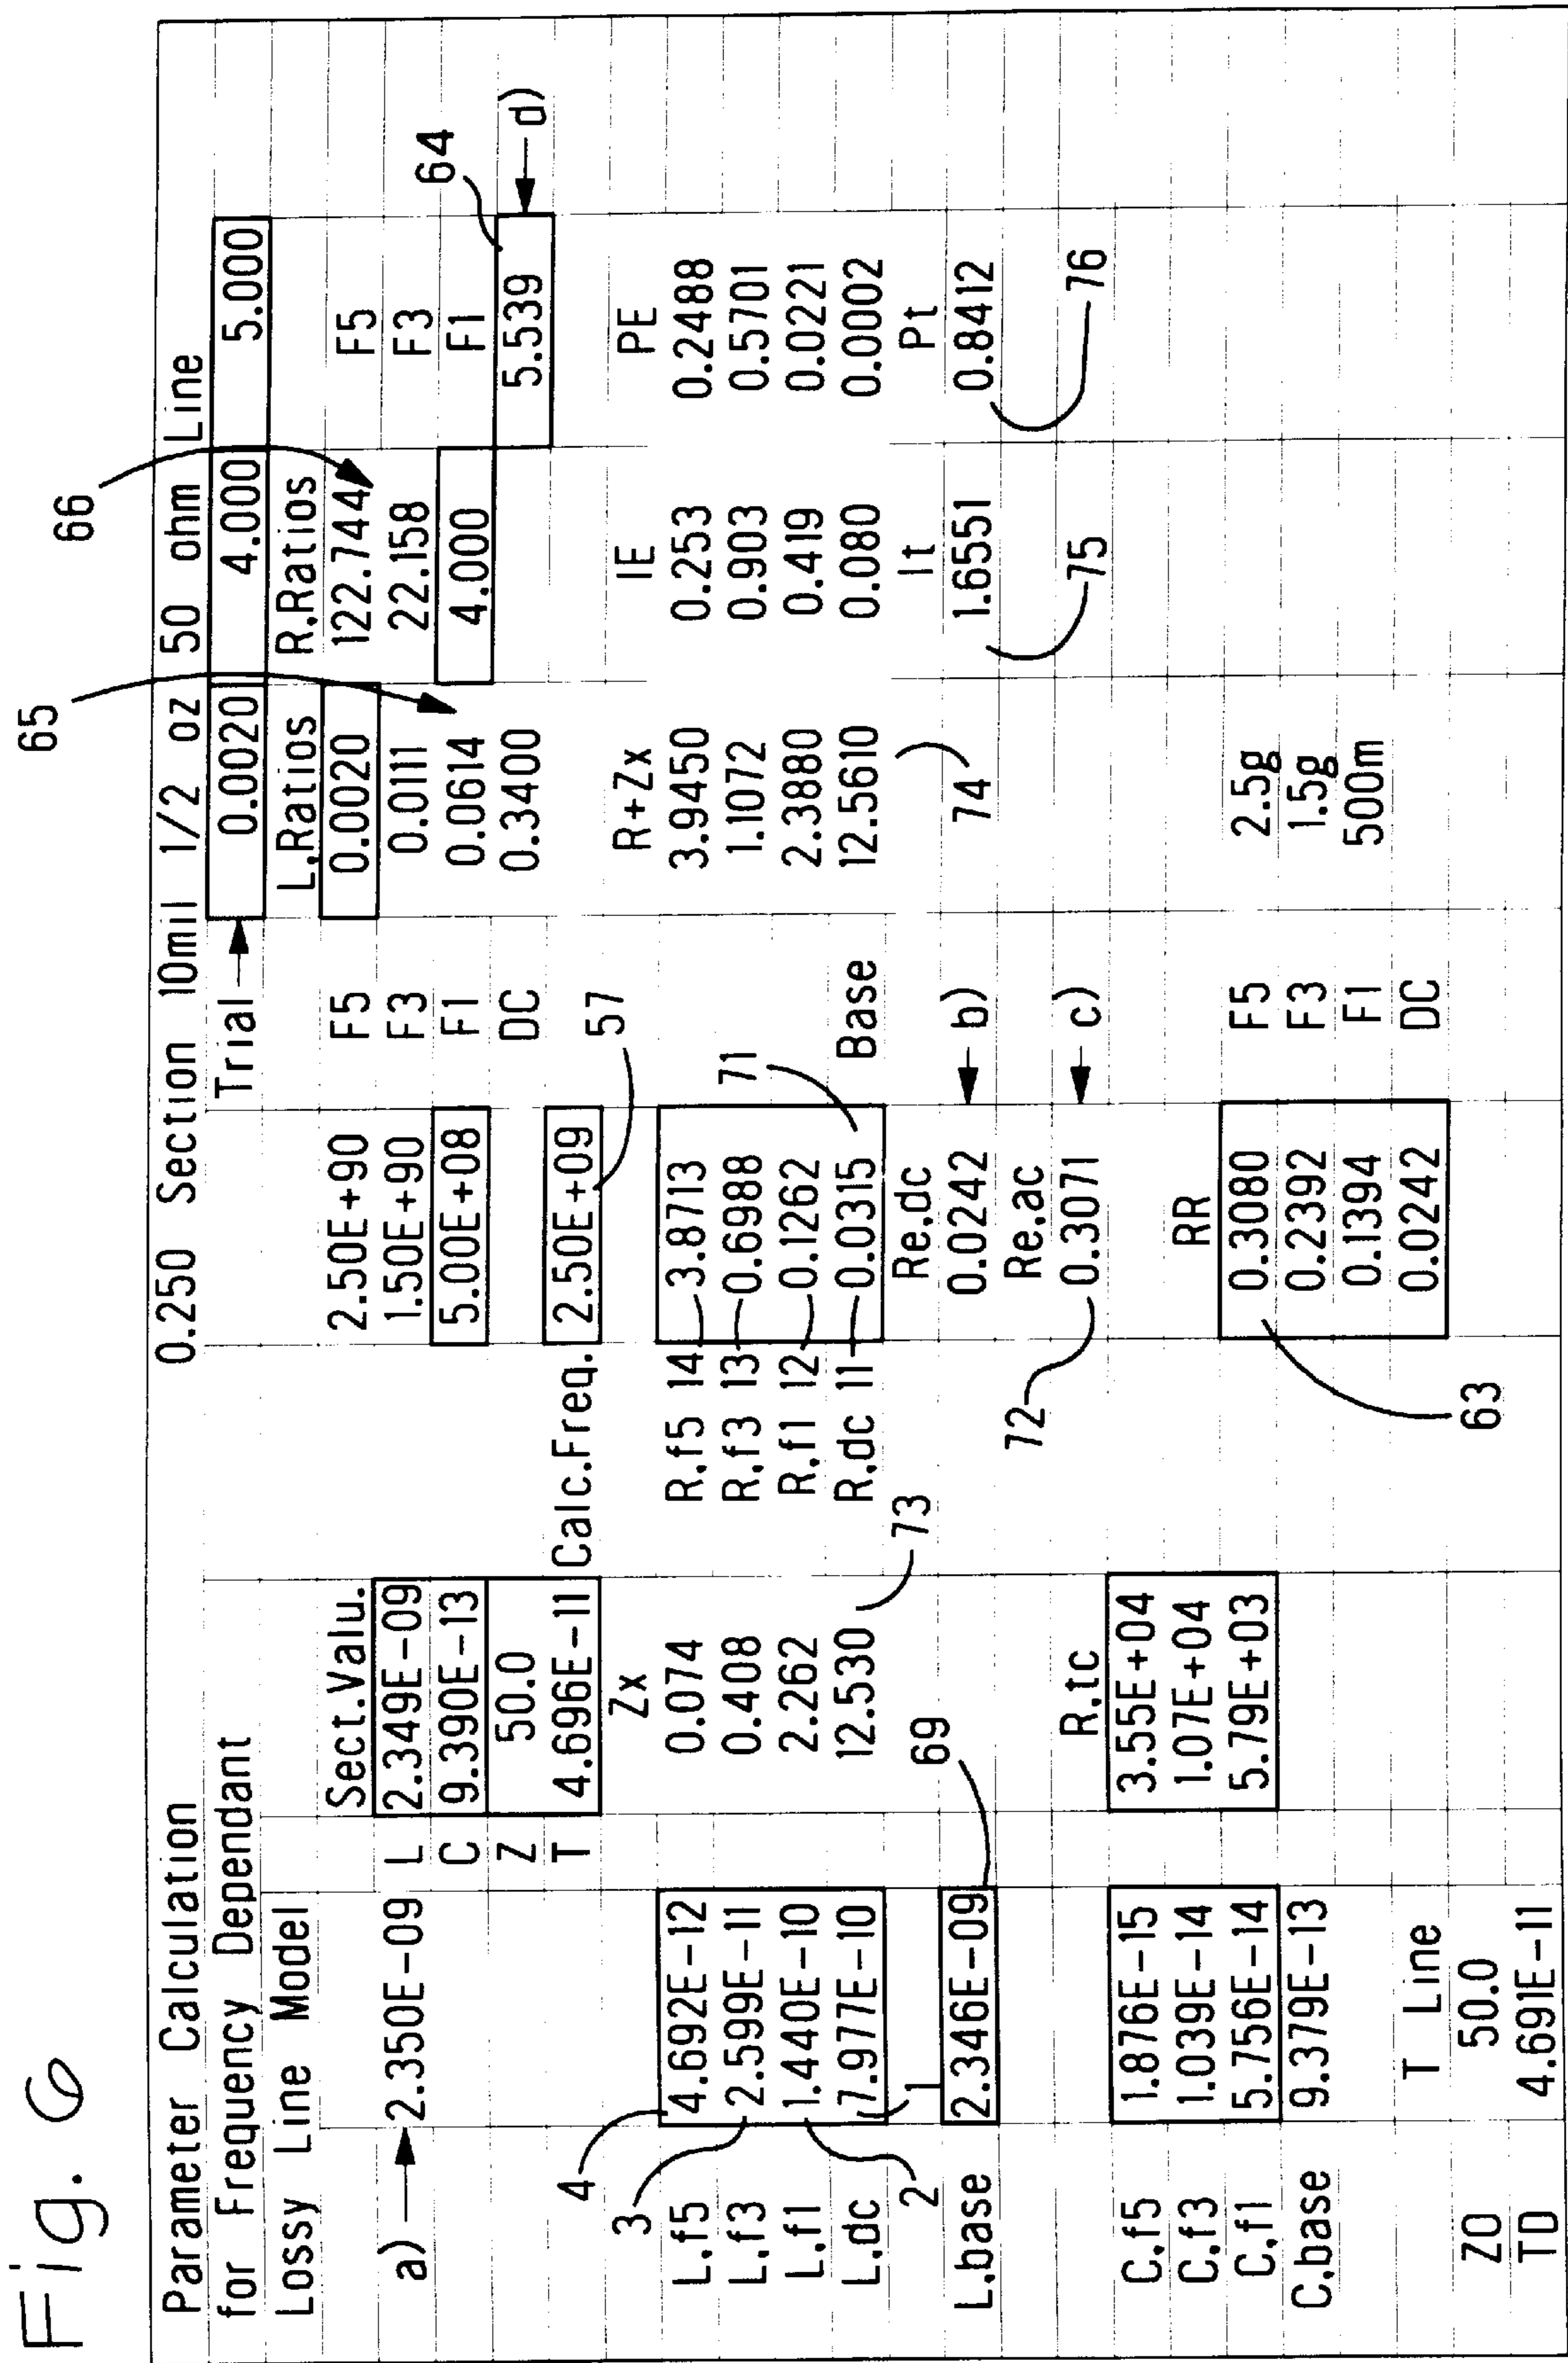 Fig. 6
Parameter Calculation 0.250 Section 10mil 1/2 oz 50 ohm Line
for Frequency Dependant Trial 0.0020 4.000 5.000
Lossy Line Model 65 66
Sect.Valu. L.Ratios R.Ratios
2.50E+90 F5 0.0020 122.744 F5
a) 2.350E-09 L 2.349E-09 1.50E+90 F3 0.0111 22.158 F3
C 9.390E-13 5.00E+08 F1 0.0614 4.000 F1 64
Z 50.0 DC 0.3400 5.539 d)
T 4.696E-11 Calc.Freq. 2.50E+09 57
4 Zx R+Zx IE PE
L.f5 4.692E-12 0.074 R.f5 14 3.8713 3.9450 0.253 0.2488
3
L.f3 2.599E-11 0.408 R.f3 13 0.6988 1.1072 0.903 0.5701
L.f1 1.440E-10 2.262 R.f1 12 0.1262 71 2.3880 0.419 0.0221
L.dc 7.977E-10 12.530 R.dc 11 0.0315 Base 12.5610 0.080 0.0002
2 1 69 73 Re.dc 74 It Pt
L.base 2.346E-09 0.0242 b) 1.6551 0.8412
Re.ac
72 0.3071 c) 75 76
R.tc
C.f5 1.876E-15 3.55E+04 RR
C.f3 1.039E-14 1.07E+04
C.f1 5.756E-14 5.79E+03 0.3080 F5 2.5g
C.base 9.379E-13 0.2392 F3 1.5g
63 0.1394 F1 500m
T Line 0.0242 DC
ZO 50.0
TD 4.691E-11